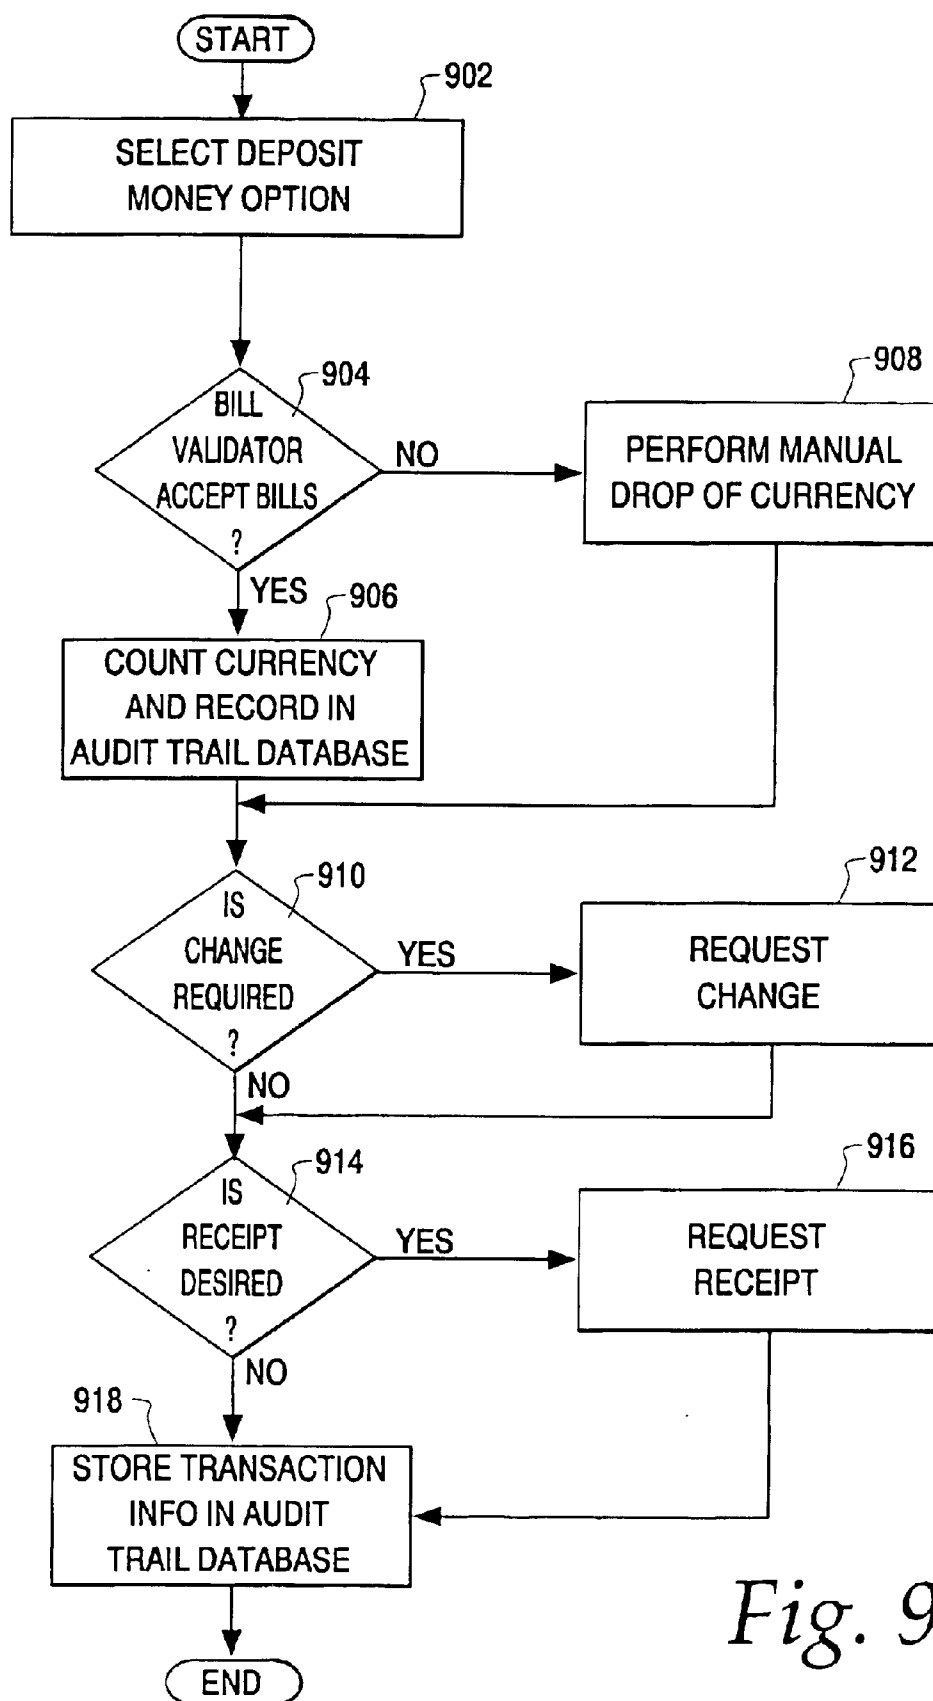 START
902
SELECT DEPOSIT
MONEY OPTION
904
BILL
VALIDATOR
ACCEPT BILLS
?
NO
908
PERFORM MANUAL
DROP OF CURRENCY
YES
906
COUNT CURRENCY
AND RECORD IN
AUDIT TRAIL DATABASE
910
IS
CHANGE
REQUIRED
?
YES
912
REQUEST
CHANGE
NO
914
IS
RECEIPT
DESIRED
?
YES
916
REQUEST
RECEIPT
NO
918
STORE TRANSACTION
INFO IN AUDIT
TRAIL DATABASE
END
Fig. 9